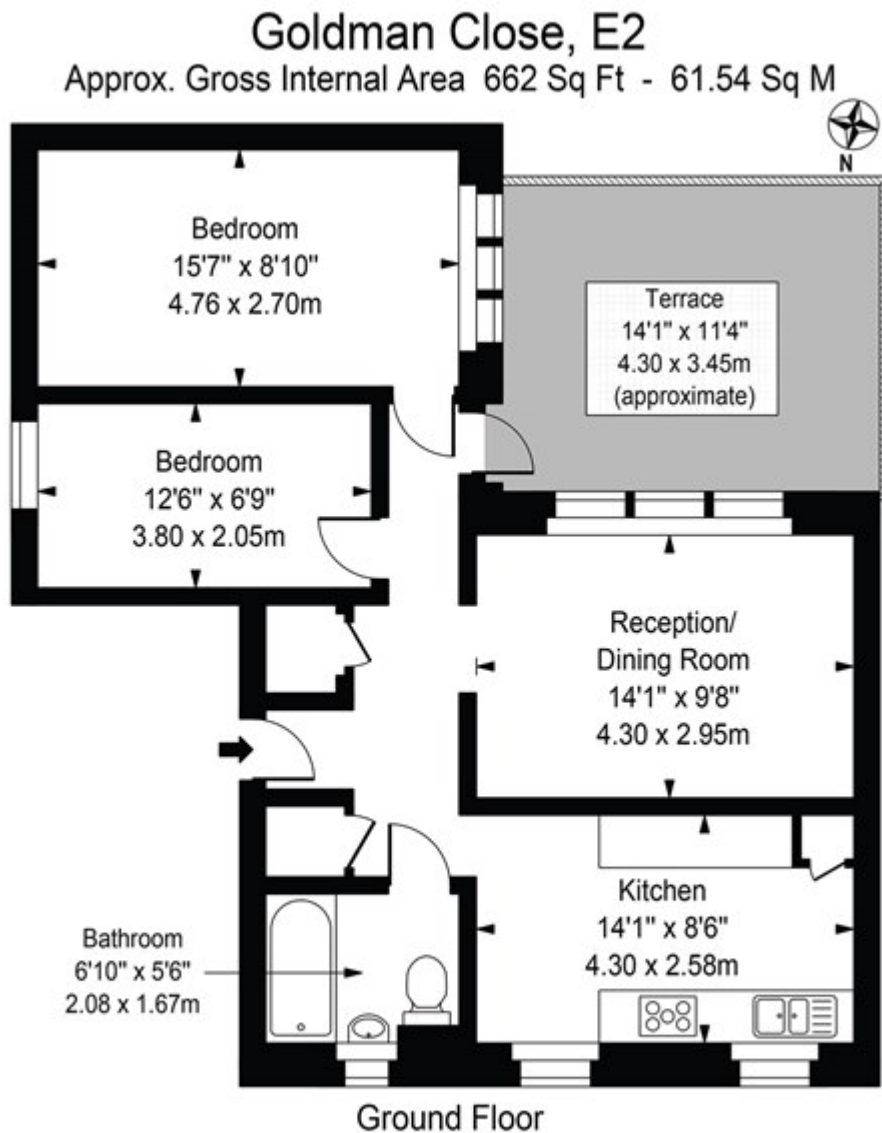 Goldman Close, E2
Approx. Gross Internal Area 662 Sq Ft - 61.54 Sq M
N
Bedroom
15'7" x 8'10"
4.76 x 2.70m
Terrace
14'1" x 11'4"
4.30 x 3.45m
(approximate)
Bedroom
12'6" x 6'9"
3.80 x 2.05m
Reception/
Dining Room
14'1" x 9'8"
4.30 x 2.95m
Kitchen
14'1" x 8'6"
4.30 x 2.58m
Bathroom
6'10" x 5'6"
2.08 x 1.67m
Ground Floor